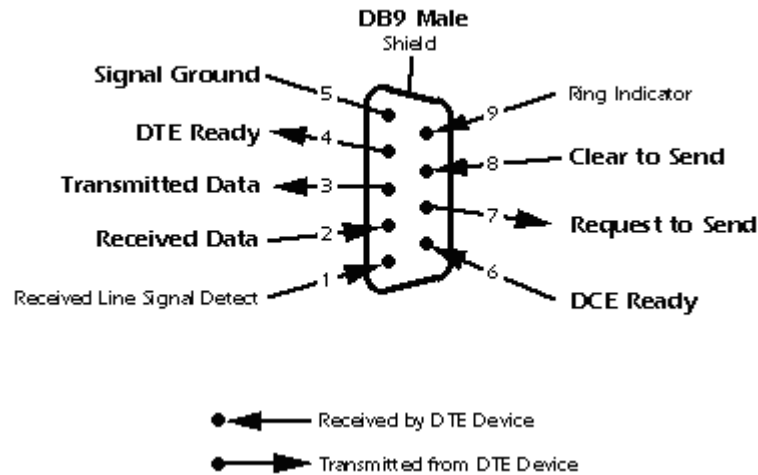 DB9 Male
Shield
Signal Ground
5
9
Ring Indicator
DTE Ready
4
8
Clear to Send
Transmitted Data
3
7
Request to Send
Received Data
2
6
DCE Ready
Received Line Signal Detect
1
Received by DTE Device
Transmitted from DTE Device